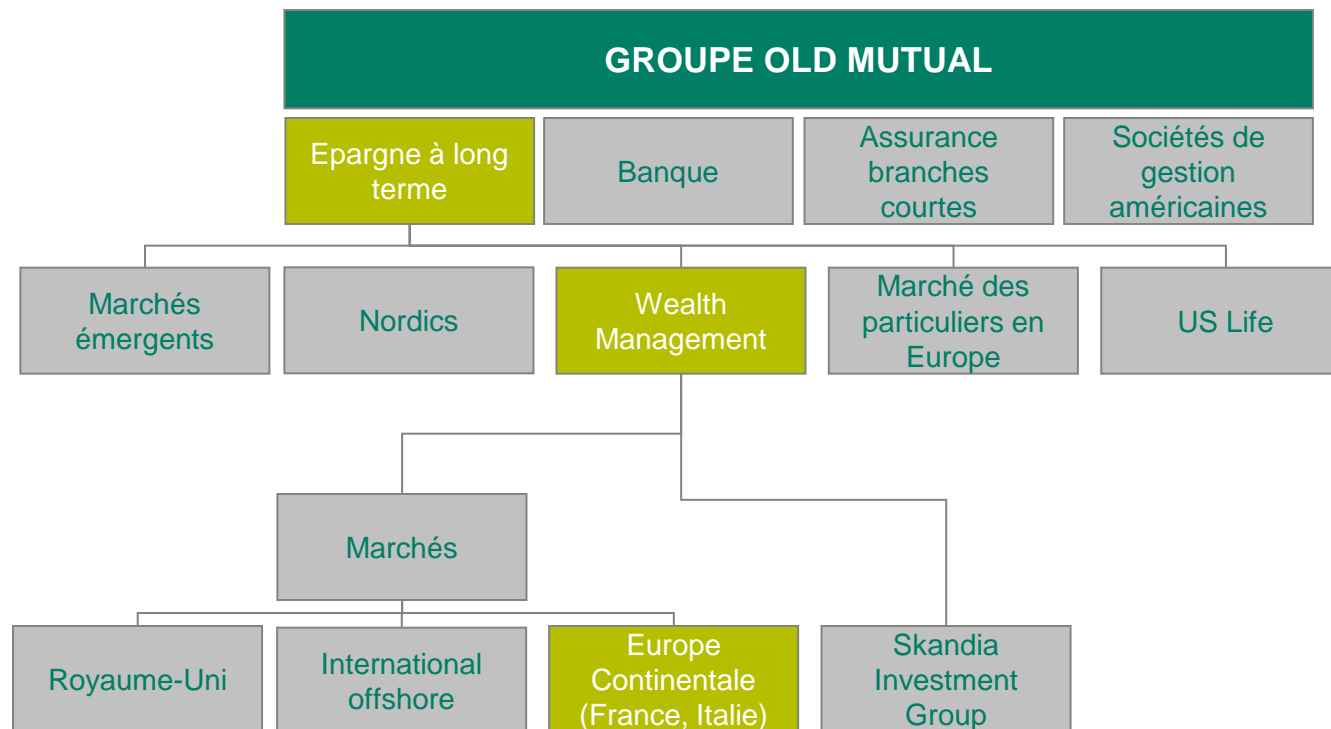 GROUPE OLD MUTUAL
Epargne à long
terme
Banque
Assurance
branches
courtes
Sociétés de
gestion
américaines
Marchés
émergents
Nordics
Wealth
Management
Marché des
particuliers en
Europe
US Life
Marchés
Royaume-Uni
International
offshore
Europe
Continentale
(France, Italie)
Skandia
Investment
Group